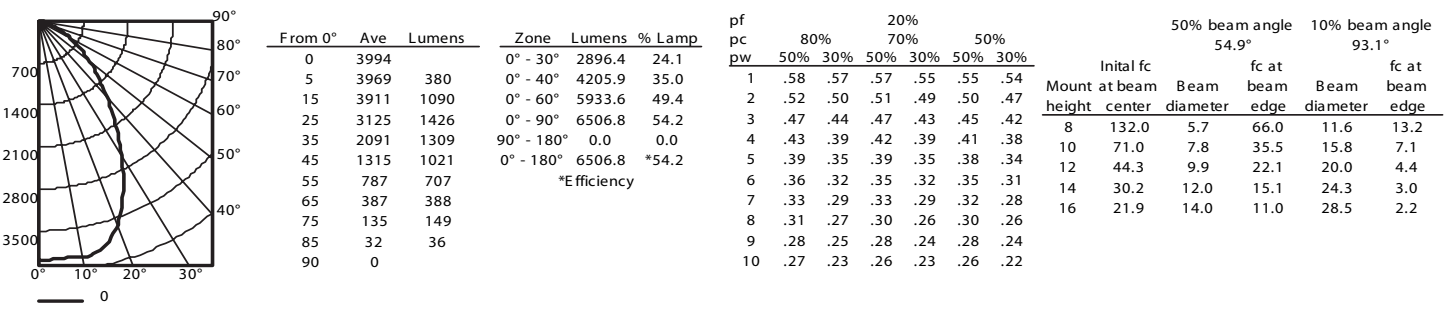 90°
80°
70°
60°
50°
40°
700
1400
2100
2800
3500
0° 10° 20° 30°
0
From 0° Ave Lumens
0 3994
5 3969 380
15 3911 1090
25 3125 1426
35 2091 1309
45 1315 1021
55 787 707
65 387 388
75 135 149
85 32 36
90 0
Zone Lumens % Lamp
0° - 30° 2896.4 24.1
0° - 40° 4205.9 35.0
0° - 60° 5933.6 49.4
0° - 90° 6506.8 54.2
90° - 180° 0.0 0.0
0° - 180° 6506.8 *54.2
*Efficiency
pf 20%
pc 80% 70% 50%
pw 50% 30% 50% 30% 50% 30%
1 .58 .57 .57 .55 .55 .54
2 .52 .50 .51 .49 .50 .47
3 .47 .44 .47 .43 .45 .42
4 .43 .39 .42 .39 .41 .38
5 .39 .35 .39 .35 .38 .34
6 .36 .32 .35 .32 .35 .31
7 .33 .29 .33 .29 .32 .28
8 .31 .27 .30 .26 .30 .26
9 .28 .25 .28 .24 .28 .24
10 .27 .23 .26 .23 .26 .22
50% beam angle 10% beam angle
54.9° 93.1°
Inital fc fc at fc at
Mount at beam Beam beam Beam beam
height center diameter edge diameter edge
8 132.0 5.7 66.0 11.6 13.2
10 71.0 7.8 35.5 15.8 7.1
12 44.3 9.9 22.1 20.0 4.4
14 30.2 12.0 15.1 24.3 3.0
16 21.9 14.0 11.0 28.5 2.2